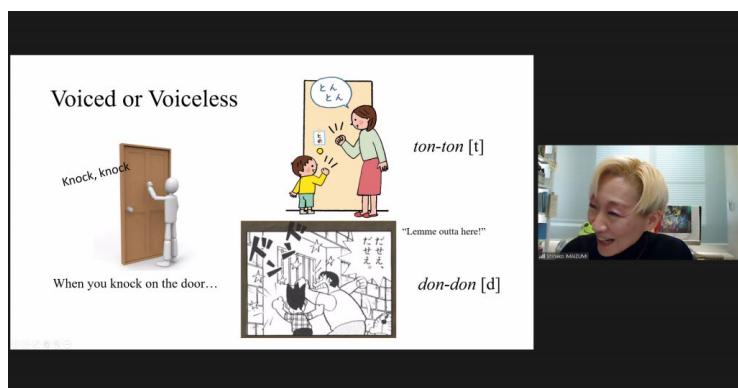 Voiced or Voiceless
Knock, knock
When you knock on the door…
とん
とん
ton-ton [t]
ドンドン
だせえ、
だせえ。
"Lemme outta here!"
don-don [d]
IMAIZUMI